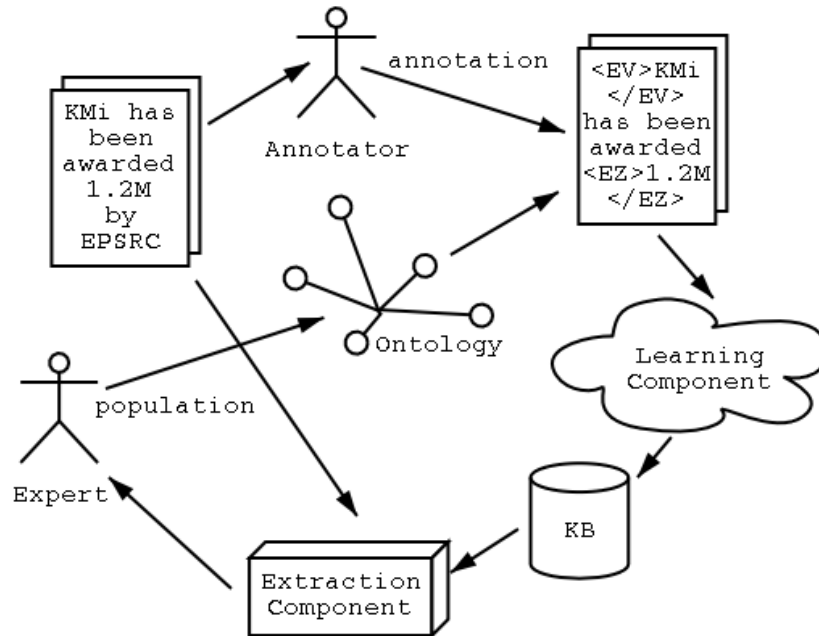 KMi has
been
awarded
1.2M
by
EPSRC
Annotator
annotation
<EV>KMi
</EV>
has been
awarded
<EZ>1.2M
</EZ>
Ontology
population
Expert
Learning
Component
KB
Extraction
Component